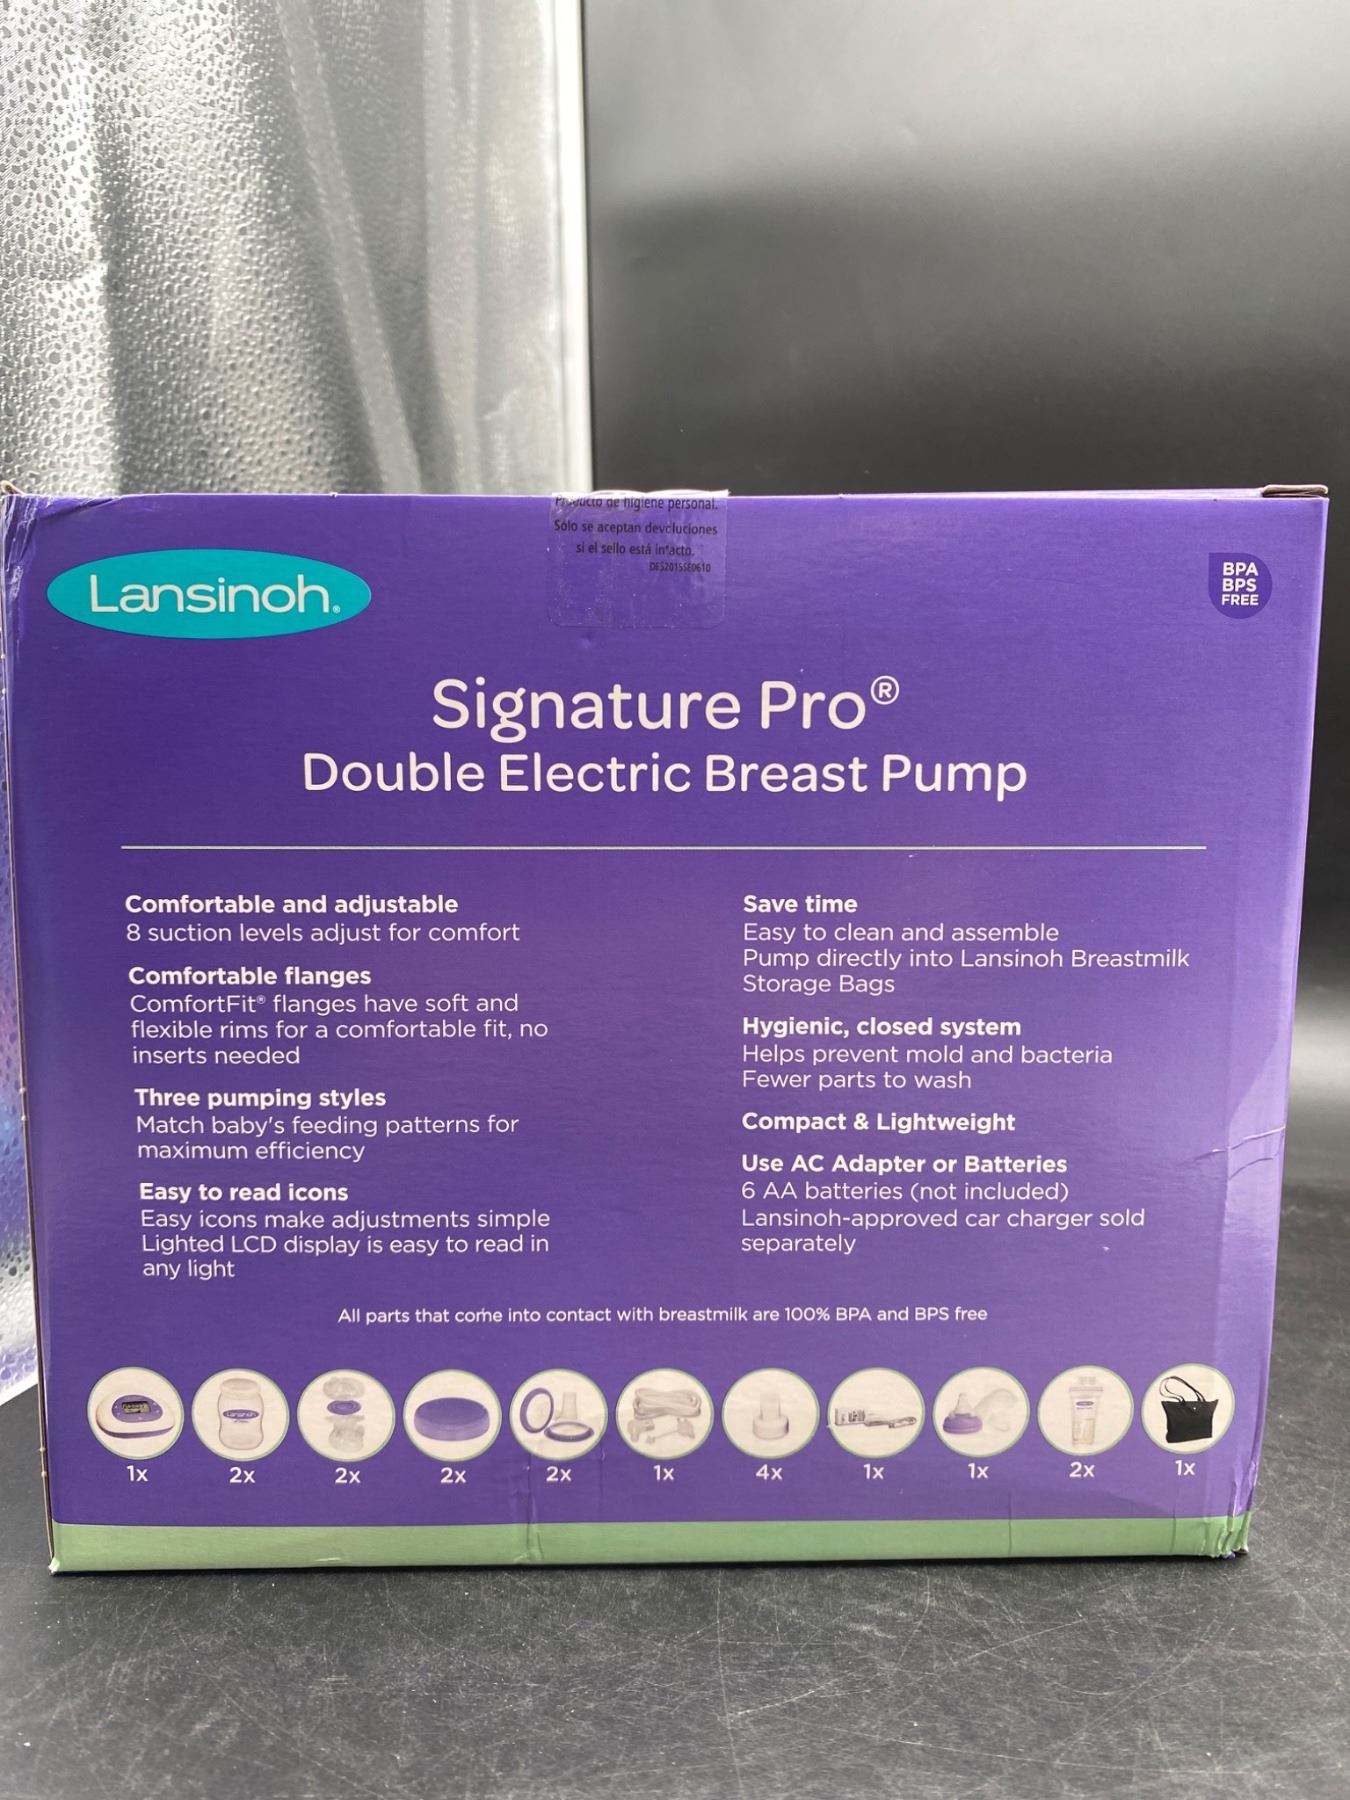 Producto de higiene personal.
Sólo se aceptan devoluciones
si el sello está intacto.
DFS2015SE0610
Lansinoh®
BPA
BPS
FREE
Signature Pro®
Double Electric Breast Pump
Comfortable and adjustable
8 suction levels adjust for comfort
Comfortable flanges
ComfortFit® flanges have soft and
flexible rims for a comfortable fit, no
inserts needed
Three pumping styles
Match baby's feeding patterns for
maximum efficiency
Easy to read icons
Easy icons make adjustments simple
Lighted LCD display is easy to read in
any light
Save time
Easy to clean and assemble
Pump directly into Lansinoh Breastmilk
Storage Bags
Hygienic, closed system
Helps prevent mold and bacteria
Fewer parts to wash
Compact & Lightweight
Use AC Adapter or Batteries
6 AA batteries (not included)
Lansinoh-approved car charger sold
separately
All parts that come into contact with breastmilk are 100% BPA and BPS free
Lansinoh
1x 2x 2x 2x 2x 1x 4x 1x 1x 2x 1x